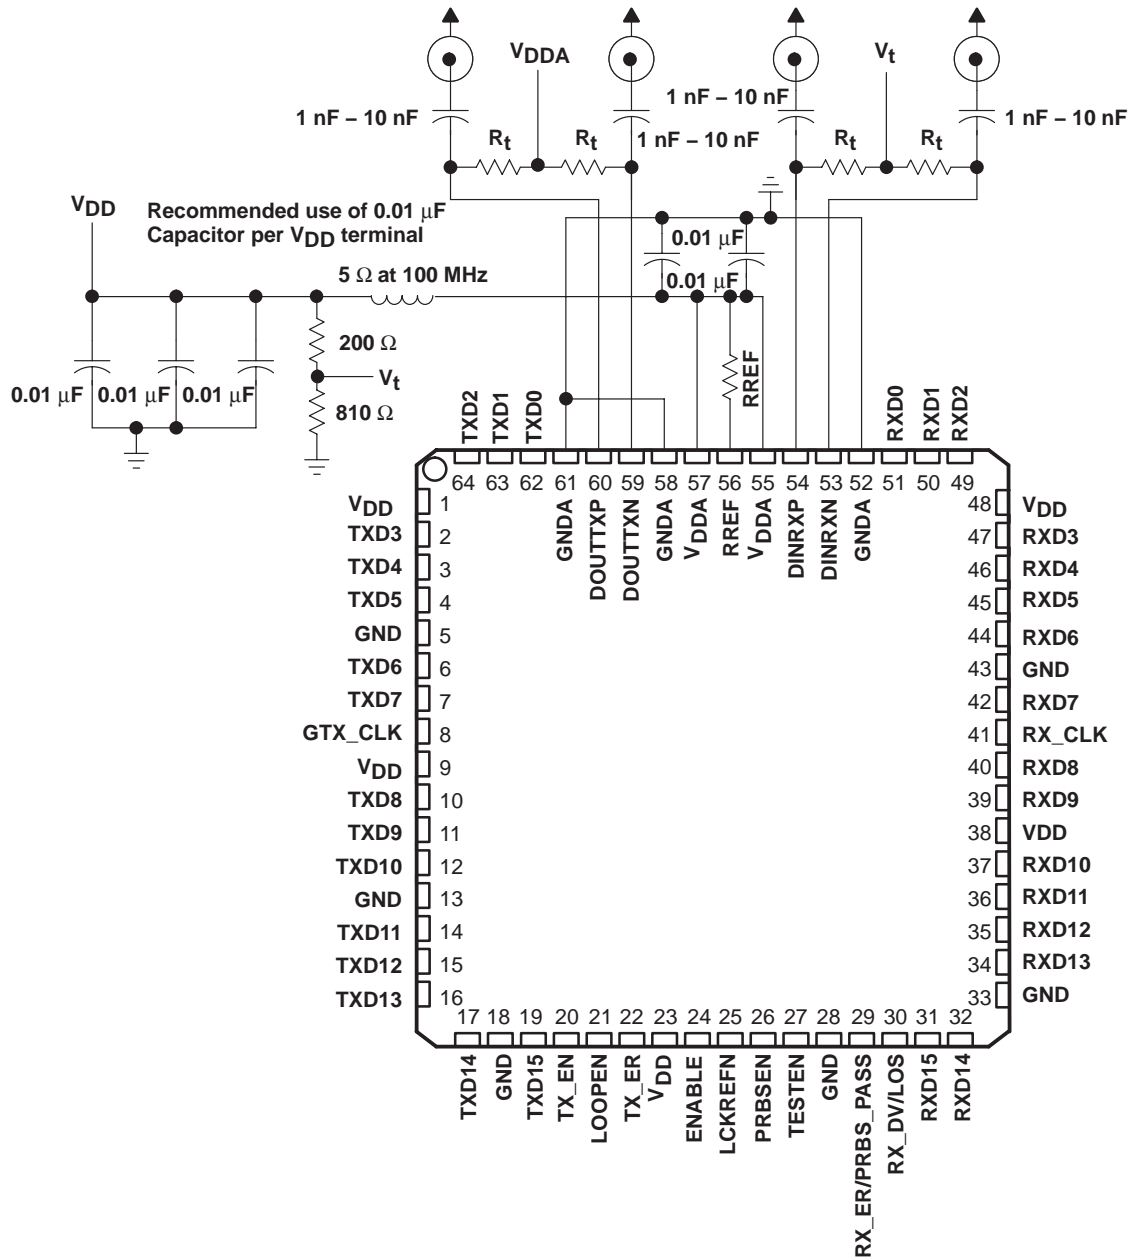 VDDA
Vt
1 nF – 10 nF
1 nF – 10 nF
1 nF – 10 nF
1 nF – 10 nF
Rt
Rt
Rt
Rt
VDD
Recommended use of 0.01 μF
Capacitor per VDD terminal
0.01 μF
0.01 μF
5 Ω at 100 MHz
200 Ω
Vt
810 Ω
0.01 μF
0.01 μF
0.01 μF
RREF
TXD2
TXD1
TXD0
RXD0
RXD1
RXD2
64
63
62
61
60
59
58
57
56
55
54
53
52
51
50
49
GNDA
DOUTTXP
DOUTTXN
GNDA
VDDA
RREF
VDDA
DINRXP
DINRXN
GNDA
VDD 1
TXD3 2
TXD4 3
TXD5 4
GND 5
TXD6 6
TXD7 7
GTX_CLK 8
VDD 9
TXD8 10
TXD9 11
TXD10 12
GND 13
TXD11 14
TXD12 15
TXD13 16
48 VDD
47 RXD3
46 RXD4
45 RXD5
44 RXD6
43 GND
42 RXD7
41 RX_CLK
40 RXD8
39 RXD9
38 VDD
37 RXD10
36 RXD11
35 RXD12
34 RXD13
33 GND
17
18
19
20
21
22
23
24
25
26
27
28
29
30
31
32
TXD14
GND
TXD15
TX_EN
LOOPEN
TX_ER
VDD
ENABLE
LCKREFN
PRBSEN
TESTEN
GND
RX_ER/PRBS_PASS
RX_DV/LOS
RXD15
RXD14